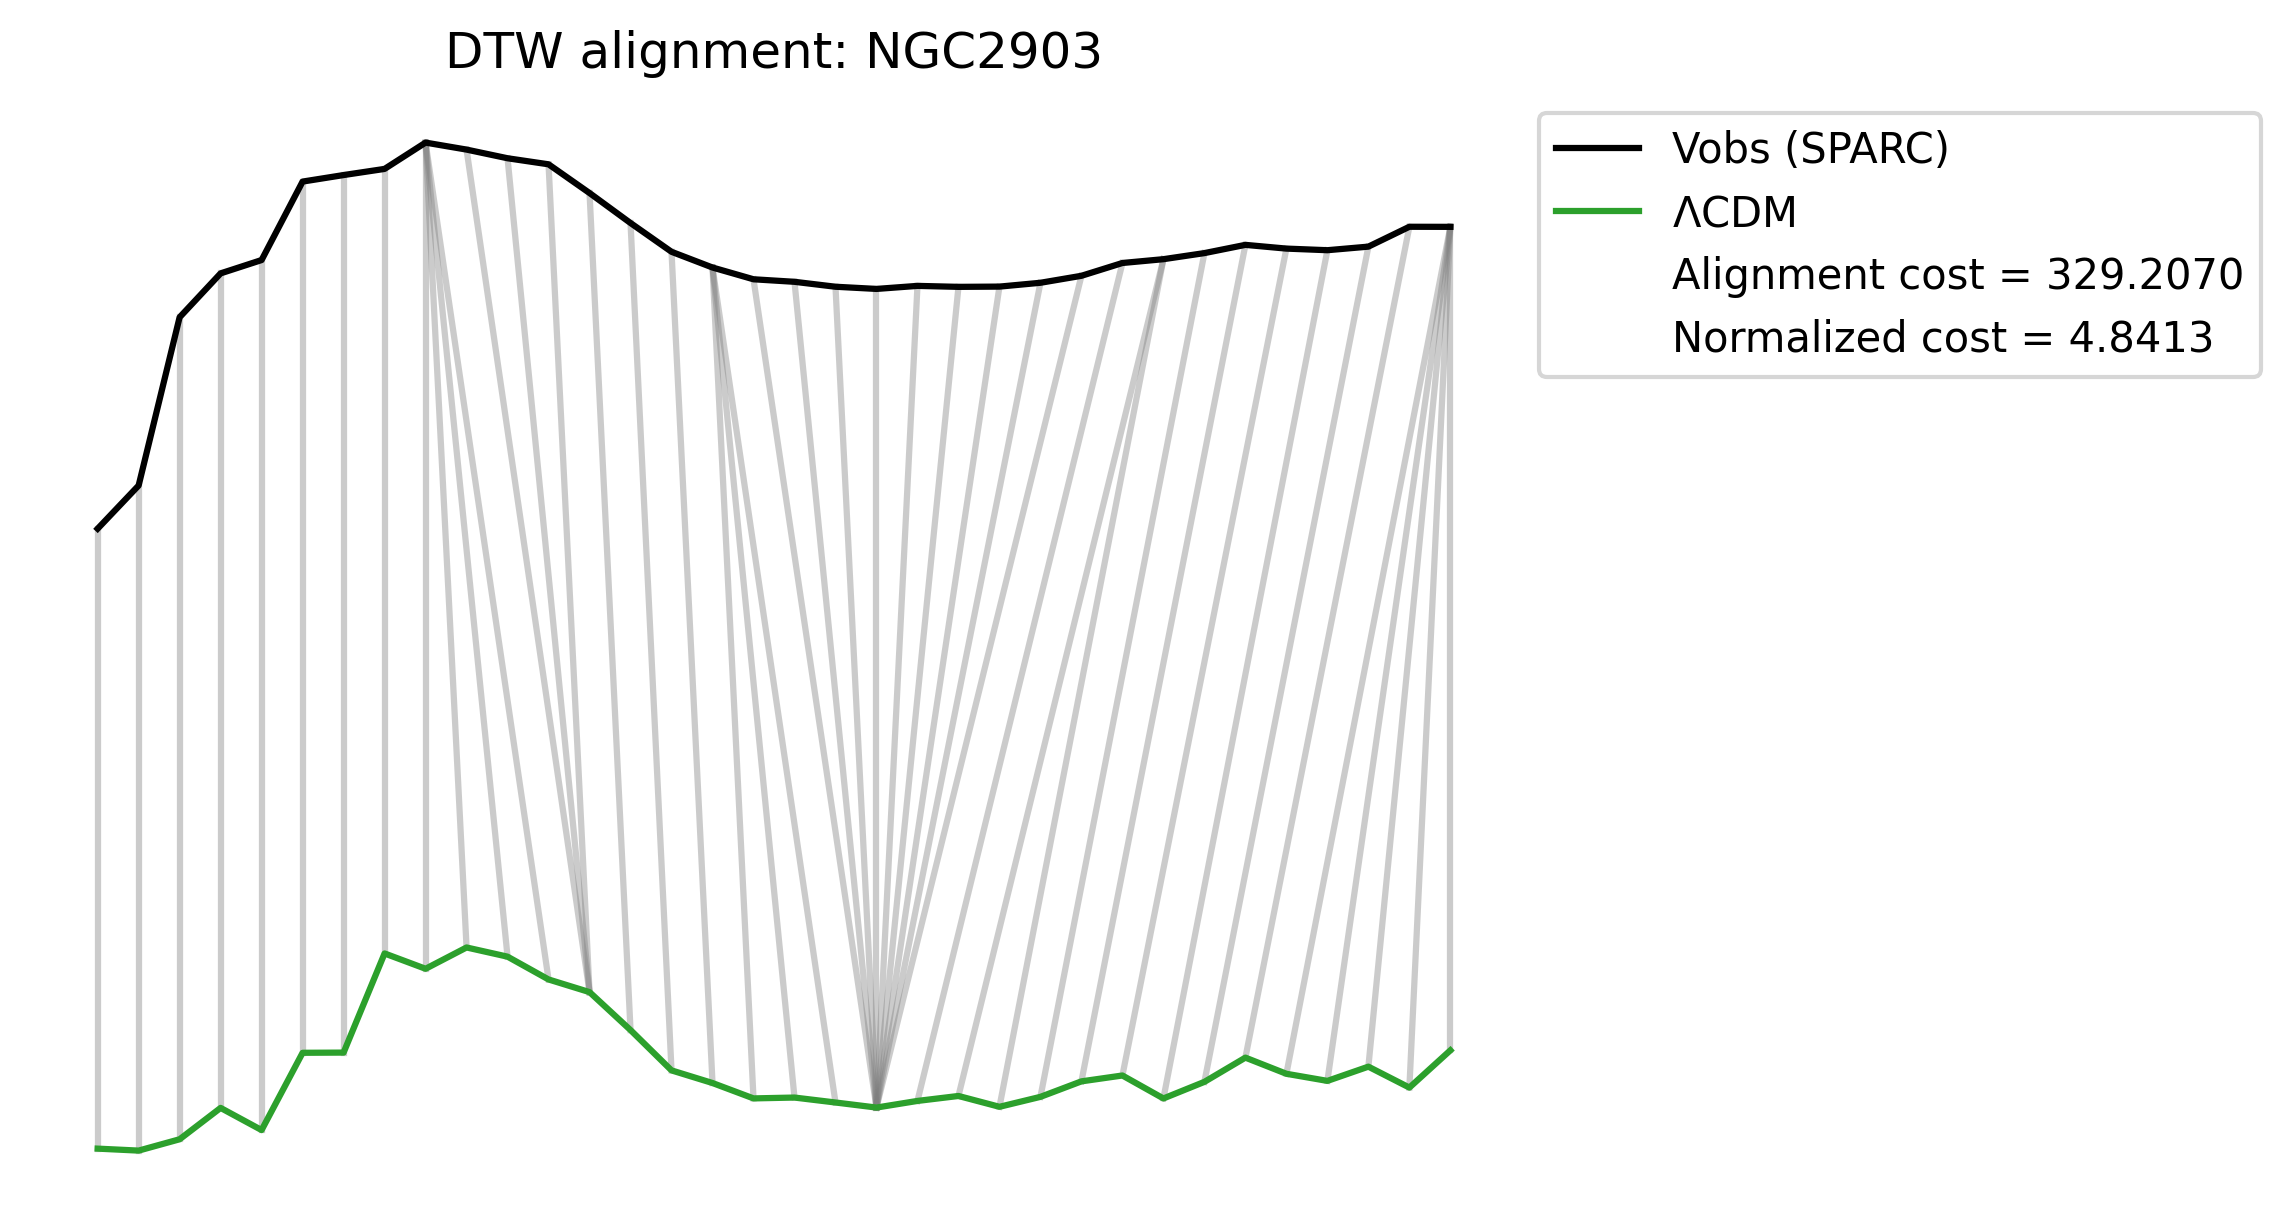 DTW alignment: NGC2903
Vobs (SPARC)
ΛCDM
Alignment cost = 329.2070
Normalized cost = 4.8413